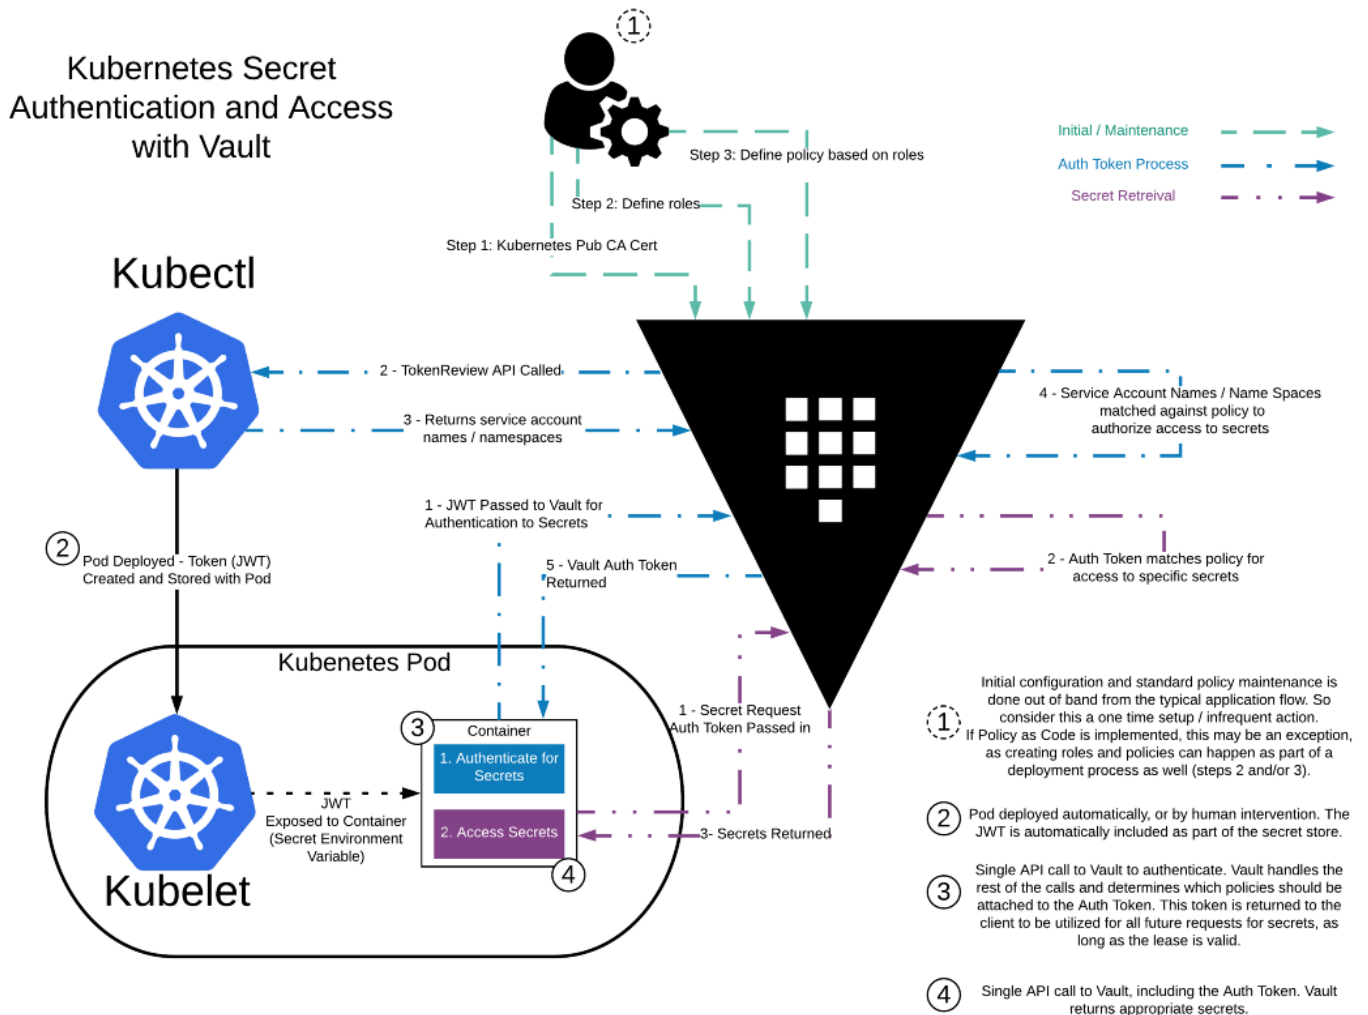 Kubernetes Secret
Authentication and Access
with Vault
1
Step 3: Define policy based on roles
Step 2: Define roles
Step 1: Kubernetes Pub CA Cert
Initial / Maintenance
Auth Token Process
Secret Retreival
Kubectl
2 - TokenReview API Called
3 - Returns service account
names / namespaces
4 - Service Account Names / Name Spaces
matched against policy to
authorize access to secrets
1 - JWT Passed to Vault for
Authentication to Secrets
2
Pod Deployed - Token (JWT)
Created and Stored with Pod
5 - Vault Auth Token
Returned
2 - Auth Token matches policy for
access to specific secrets
Kubenetes Pod
3
Container
1. Authenticate for
Secrets
2. Access Secrets
4
JWT
Exposed to Container
(Secret Environment
Variable)
Kubelet
1 - Secret Request
Auth Token Passed in
3- Secrets Returned
1
Initial configuration and standard policy maintenance is
done out of band from the typical application flow. So
consider this a one time setup / infrequent action.
If Policy as Code is implemented, this may be an exception,
as creating roles and policies can happen as part of a
deployment process as well (steps 2 and/or 3).
2
Pod deployed automatically, or by human intervention. The
JWT is automatically included as part of the secret store.
3
Single API call to Vault to authenticate. Vault handles the
rest of the calls and determines which policies should be
attached to the Auth Token. This token is returned to the
client to be utilized for all future requests for secrets, as
long as the lease is valid.
4
Single API call to Vault, including the Auth Token. Vault
returns appropriate secrets.